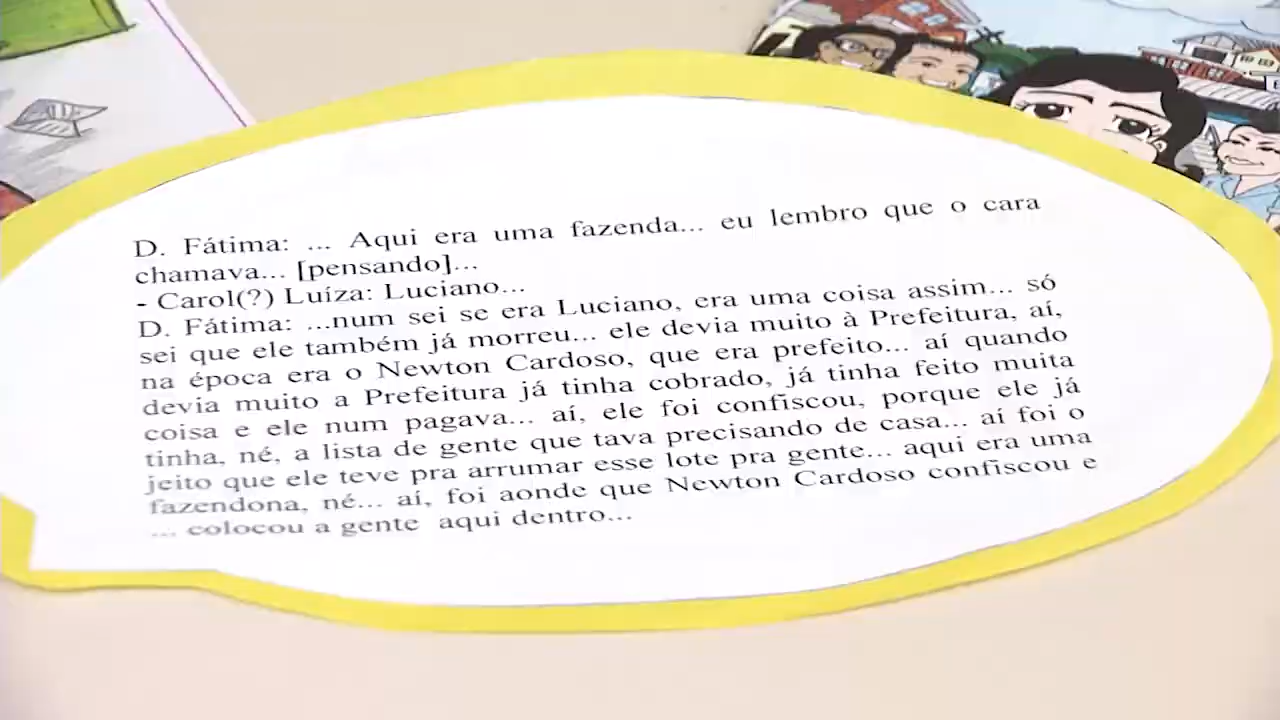 D. Fátima: ... Aqui era uma fazenda... eu lembro que o cara
chamava... [pensando]...
- Carol(?) Luíza: Luciano...
D. Fátima: ...num sei se era Luciano, era uma coisa assim... só
sei que ele também já morreu... ele devia muito à Prefeitura, aí,
na época era o Newton Cardoso, que era prefeito... aí quando
devia muito a Prefeitura já tinha cobrado, já tinha feito muita
coisa e ele num pagava... aí, ele foi confiscou, porque ele já
tinha, né, a lista de gente que tava precisando de casa... aí foi o
jeito que ele teve pra arrumar esse lote pra gente... aqui era uma
fazendona, né... aí, foi aonde que Newton Cardoso confiscou e
... colocou a gente aqui dentro...